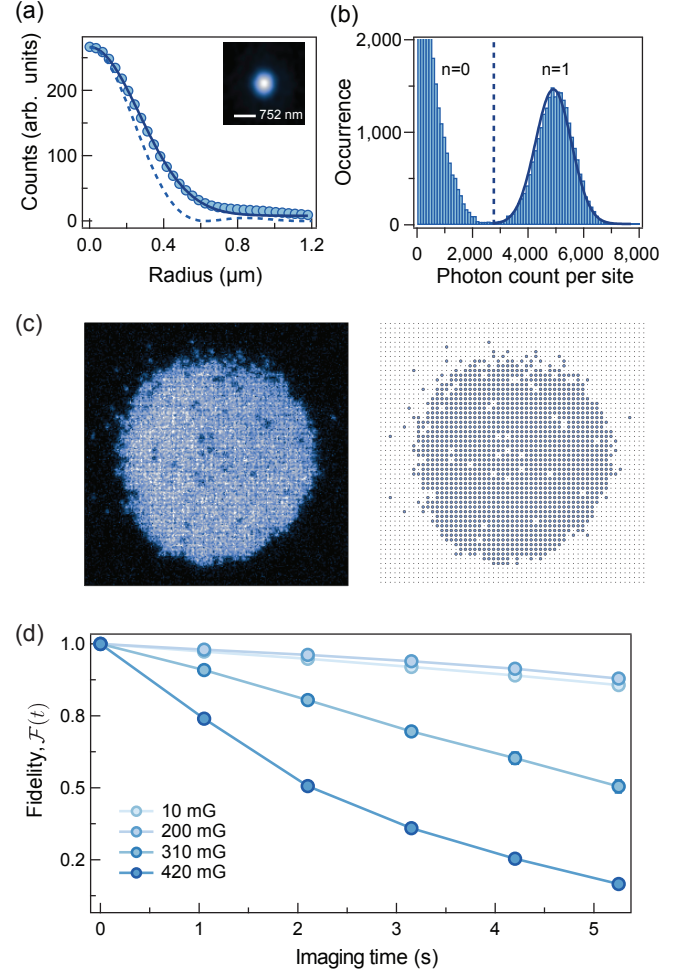 (a)
Counts (arb. units)
200
100
0
752 nm
0.0
0.4
0.8
1.2
Radius (μm)
(b)
Occurrence
2,000
1,000
0
n=0
n=1
0
2,000
4,000
6,000
8,000
Photon count per site
(c)
(d)
Fidelity, ℱ(t)
1.0
0.8
0.5
0.2
10 mG
200 mG
310 mG
420 mG
0
1
2
3
4
5
Imaging time (s)